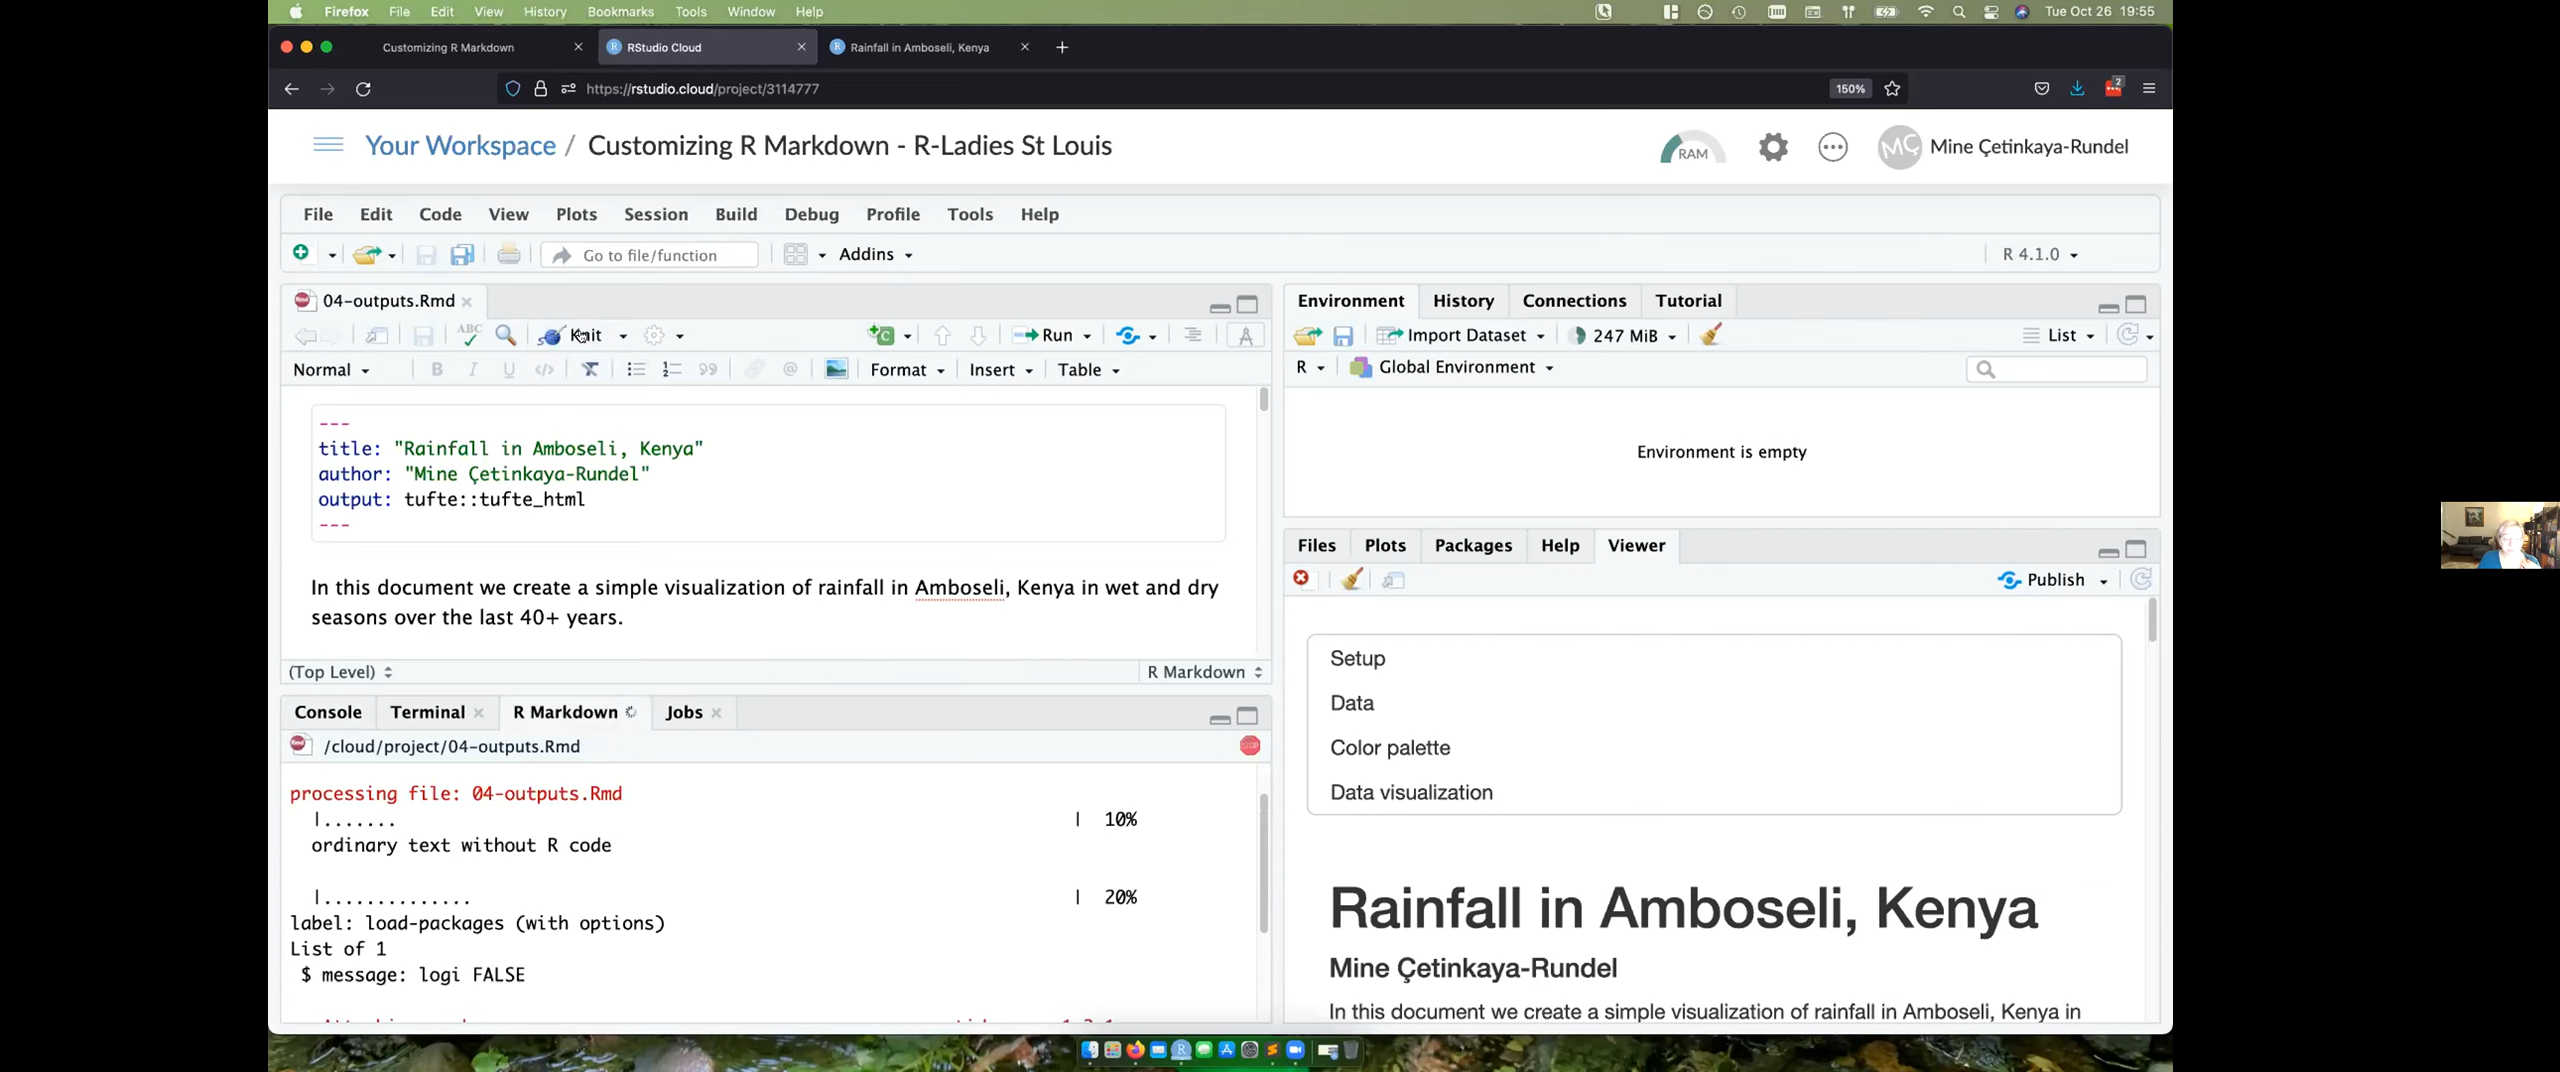 Firefox File Edit View History Bookmarks Tools Window Help
Tue Oct 26 19:55
Customizing R Markdown
RStudio Cloud
Rainfall in Amboseli, Kenya
https://rstudio.cloud/project/3114777
150%
2
Your Workspace / Customizing R Markdown - R-Ladies St Louis
RAM
MÇ
Mine Çetinkaya-Rundel
File Edit Code View Plots Session Build Debug Profile Tools Help
Go to file/function
Addins
R 4.1.0
04-outputs.Rmd
ABC
Knit
Run
Normal
B I U </>
Format Insert Table
---
title: "Rainfall in Amboseli, Kenya"
author: "Mine Çetinkaya-Rundel"
output: tufte::tufte_html
---
In this document we create a simple visualization of rainfall in Amboseli, Kenya in wet and dry
seasons over the last 40+ years.
(Top Level)
R Markdown
Console Terminal R Markdown Jobs
/cloud/project/04-outputs.Rmd
STOP
processing file: 04-outputs.Rmd
|....... | 10%
ordinary text without R code
|.............. | 20%
label: load-packages (with options)
List of 1
$ message: logi FALSE
Environment History Connections Tutorial
Import Dataset
247 MiB
List
R
Global Environment
Environment is empty
Files Plots Packages Help Viewer
Publish
Setup
Data
Color palette
Data visualization
Rainfall in Amboseli, Kenya
Mine Çetinkaya-Rundel
In this document we create a simple visualization of rainfall in Amboseli, Kenya in